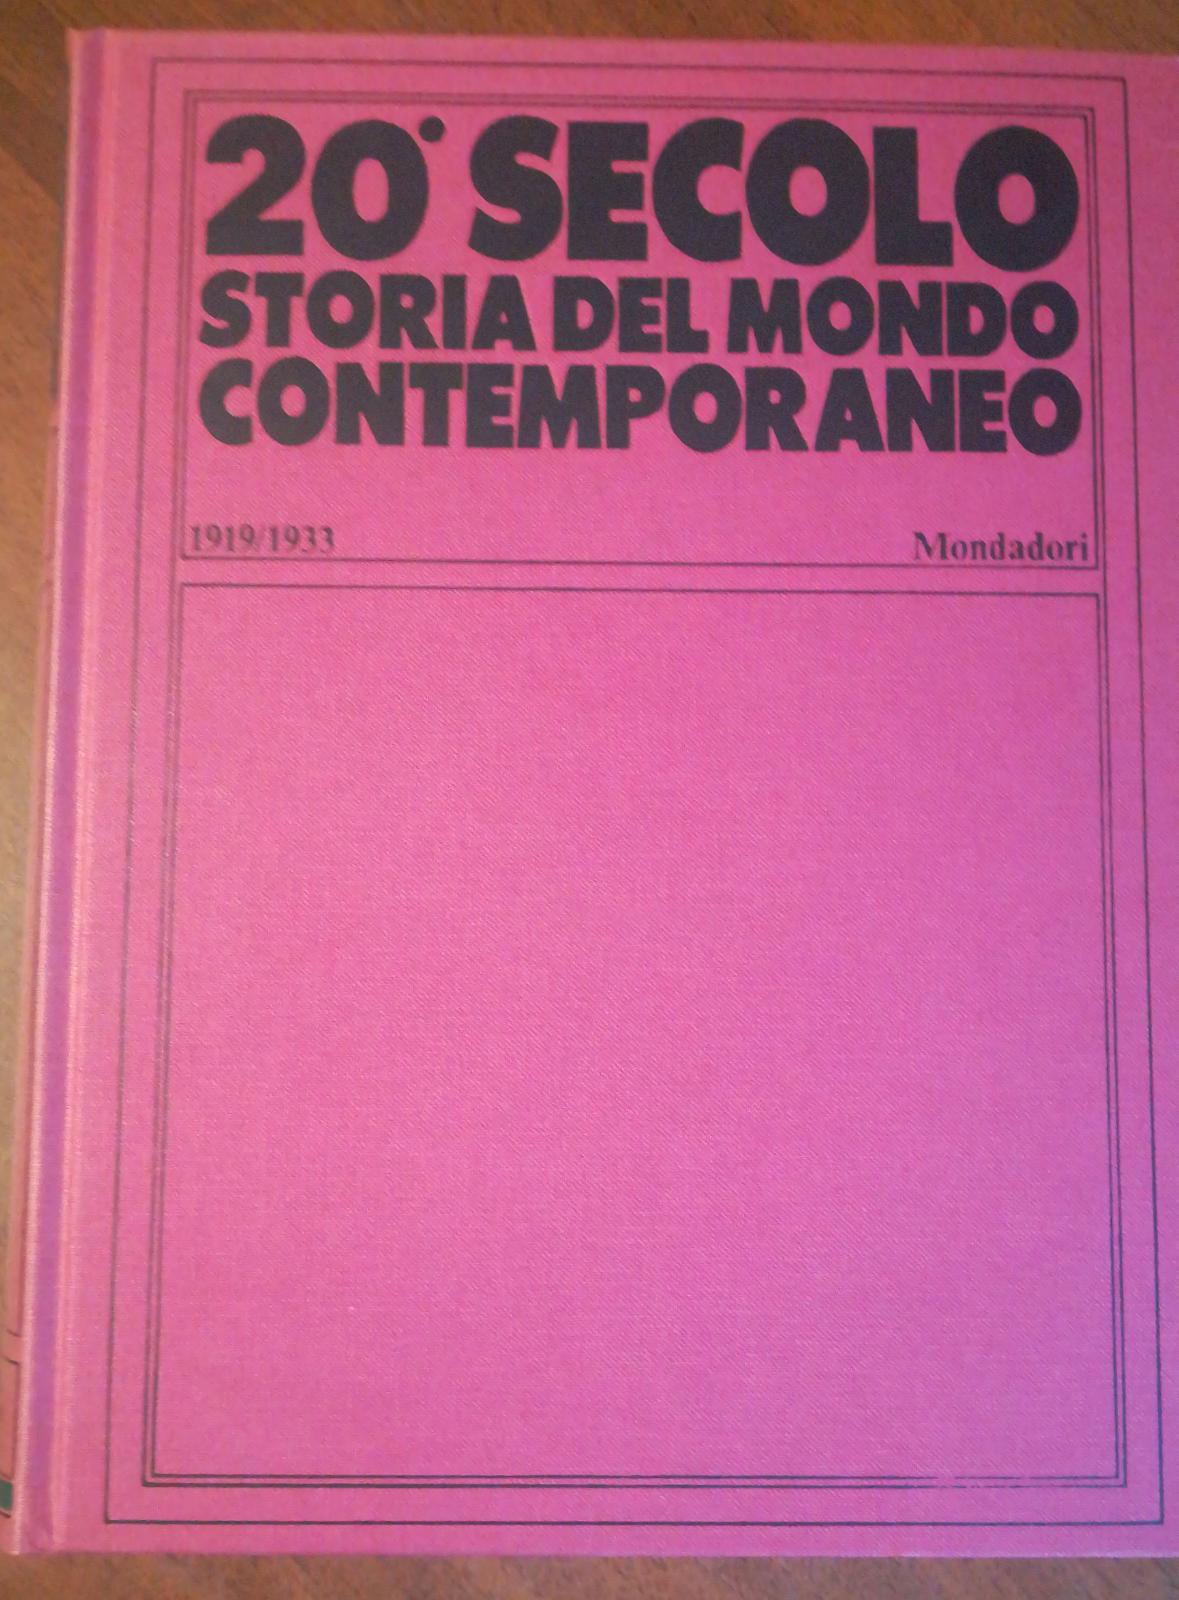 20° SECOLO
STORIA DEL MONDO
CONTEMPORANEO
1919/1933
Mondadori